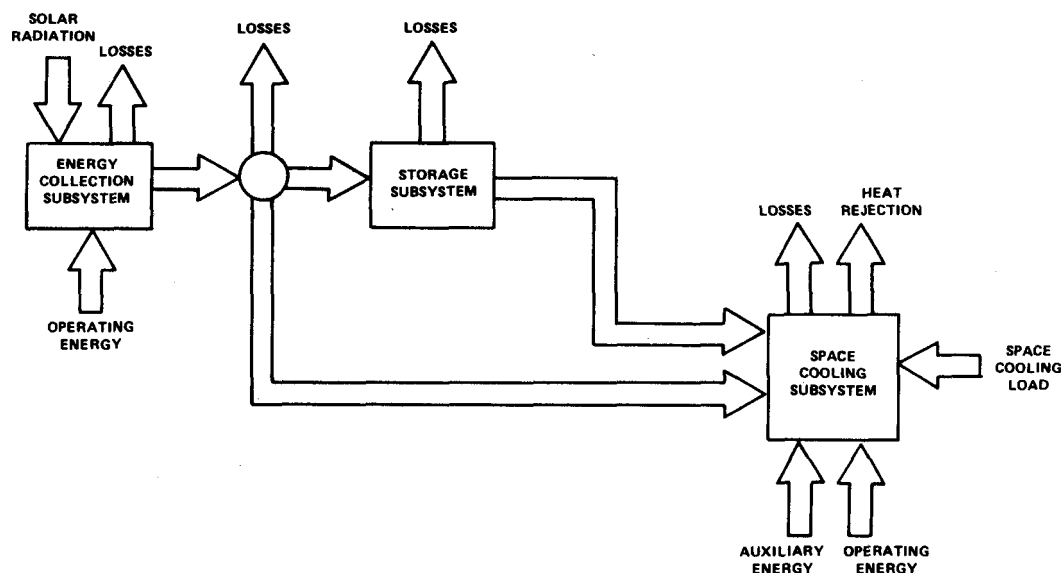 SOLAR
RADIATION
LOSSES
LOSSES
LOSSES
ENERGY
COLLECTION
SUBSYSTEM
STORAGE
SUBSYSTEM
OPERATING
ENERGY
LOSSES
HEAT
REJECTION
SPACE
COOLING
SUBSYSTEM
SPACE
COOLING
LOAD
AUXILIARY
ENERGY
OPERATING
ENERGY